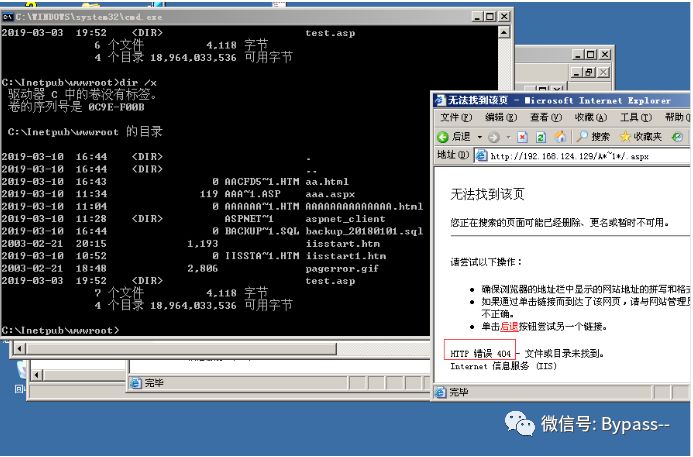 C:\WINDOWS\system32\cmd.exe
2019-03-03  19:52    <DIR>                       test.asp
6 个文件          4,118 字节
4 个目录 18,964,033,536 可用字节
C:\Inetpub\wwwroot>dir /x
驱动器 C 中的卷没有标签。
卷的序列号是 0C9E-F00B
C:\Inetpub\wwwroot 的目录
2019-03-10  16:44    <DIR>                       .
2019-03-10  16:44    <DIR>                       ..
2019-03-10  16:43                 0 AACFD5~1.HTM aa.html
2019-03-10  11:34               119 AAA~1.ASP    aaa.aspx
2019-03-10  11:04                 0 AAAAAA~1.HTM AAAAAAAAAAAAAA.html
2019-03-10  11:28    <DIR>          ASPNET~1     aspnet_client
2019-03-10  16:44                 0 BACKUP~1.SQL backup_20180101.sql
2003-02-21  20:15             1,193              iisstart.htm
2019-03-10  10:52                 0 IISSTA~1.HTM iisstart1.htm
2003-02-21  18:48             2,806              pagerror.gif
2019-03-03  19:52    <DIR>                       test.asp
7 个文件          4,118 字节
4 个目录 18,964,033,536 可用字节
C:\Inetpub\wwwroot>
无法找到该页 - Microsoft Internet Explorer
文件(F) 编辑(E) 查看(V) 收藏(A) 工具(T) 帮助
后退 搜索 收藏夹
地址(D) http://192.168.124.129/A*~1*/.aspx
无法找到该页
您正在搜索的页面可能已经删除、更名或暂时不可用。
请尝试以下操作：
确保浏览器的地址栏中显示的网站地址的拼写和格式
如果通过单击链接而到达了该网页，请与网站管理员
不正确。
单击后退按钮尝试另一个链接。
HTTP 错误 404 - 文件或目录未找到。
Internet 信息服务 (IIS)
完毕
完毕
微信号: Bypass--